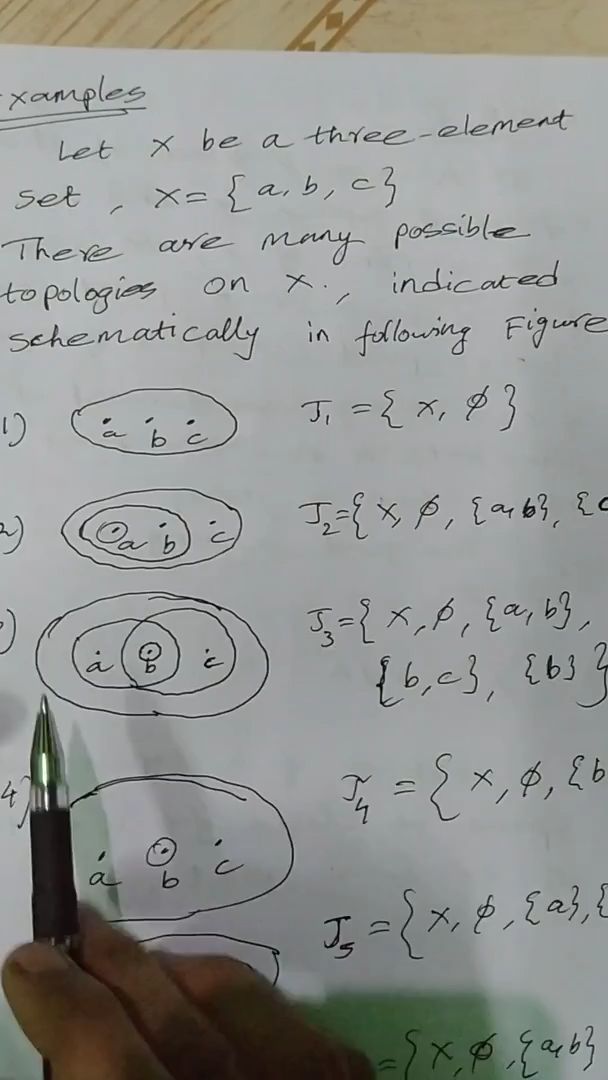 xamples
Let X be a three-element
set, X = {a, b, c}
There are many possible
topologies on X., indicated
schematically in following Figure
1) a b c J₁ = {X, φ}
2) a b c J₂ = {X, φ, {a, b}, {
a b c J₃ = {X, φ, {a, b},
{b, c}, {b}}
4) a b c J₄ = {X, φ, {b
J₅ = {X, φ, {a}, {
= {X, φ, {a, b}